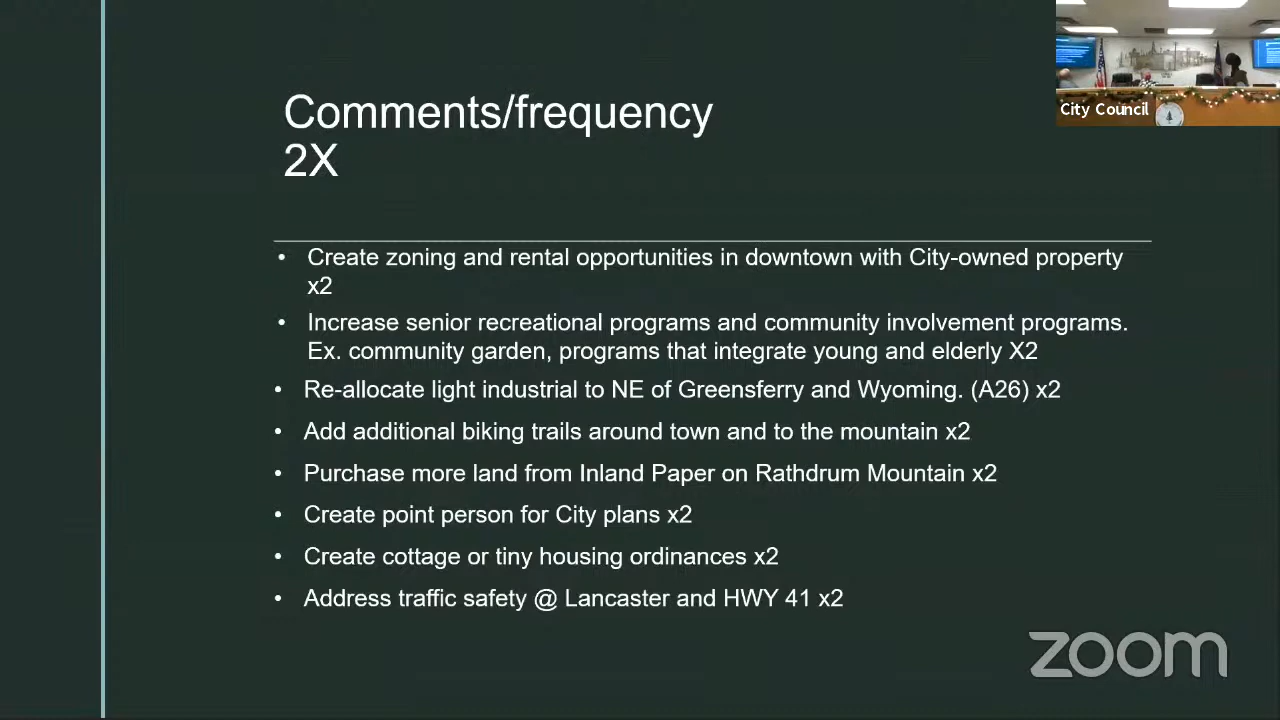 City Council
Comments/frequency
2X
• Create zoning and rental opportunities in downtown with City-owned property
x2
• Increase senior recreational programs and community involvement programs.
Ex. community garden, programs that integrate young and elderly X2
• Re-allocate light industrial to NE of Greensferry and Wyoming. (A26) x2
• Add additional biking trails around town and to the mountain x2
• Purchase more land from Inland Paper on Rathdrum Mountain x2
• Create point person for City plans x2
• Create cottage or tiny housing ordinances x2
• Address traffic safety @ Lancaster and HWY 41 x2
zoom